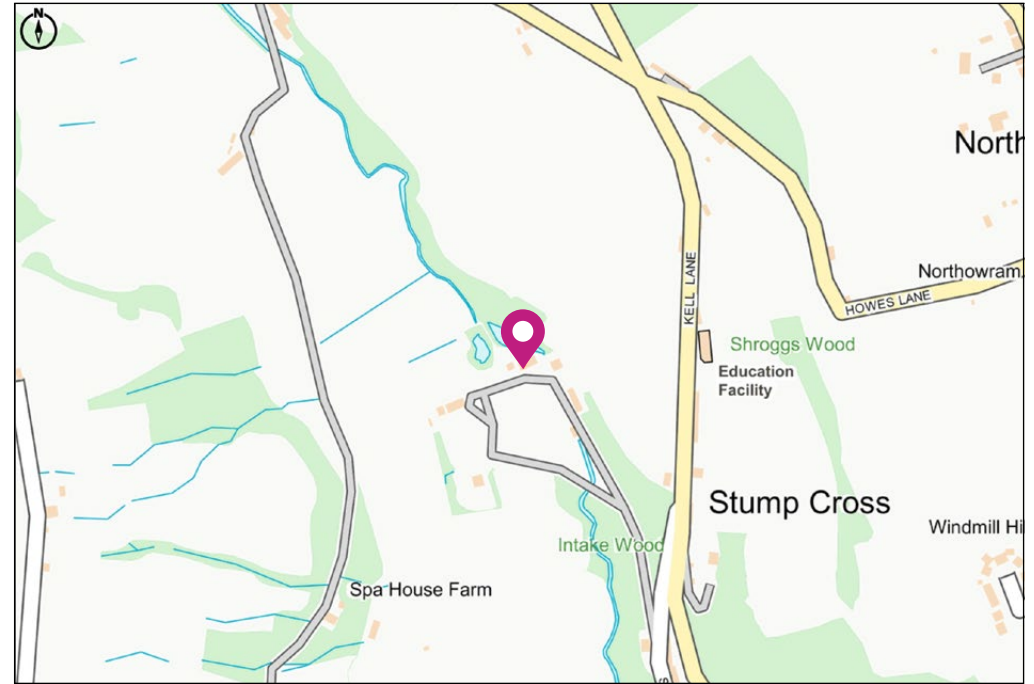 N
North
Northowram
KELL LANE
HOWES LANE
Shroggs Wood
Education
Facility
Stump Cross
Windmill Hi
Intake Wood
Spa House Farm
S